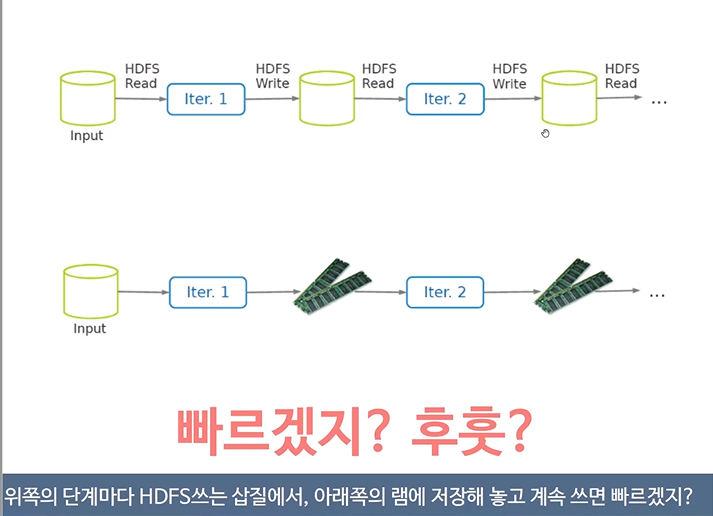 HDFS Read
Iter. 1
HDFS Write
HDFS Read
Iter. 2
HDFS Write
HDFS Read
...
Input
Iter. 1
Iter. 2
...
Input
빠르겠지? 후훗?
위쪽의 단계마다 HDFS쓰는 삽질에서, 아래쪽의 램에 저장해 놓고 계속 쓰면 빠르겠지?